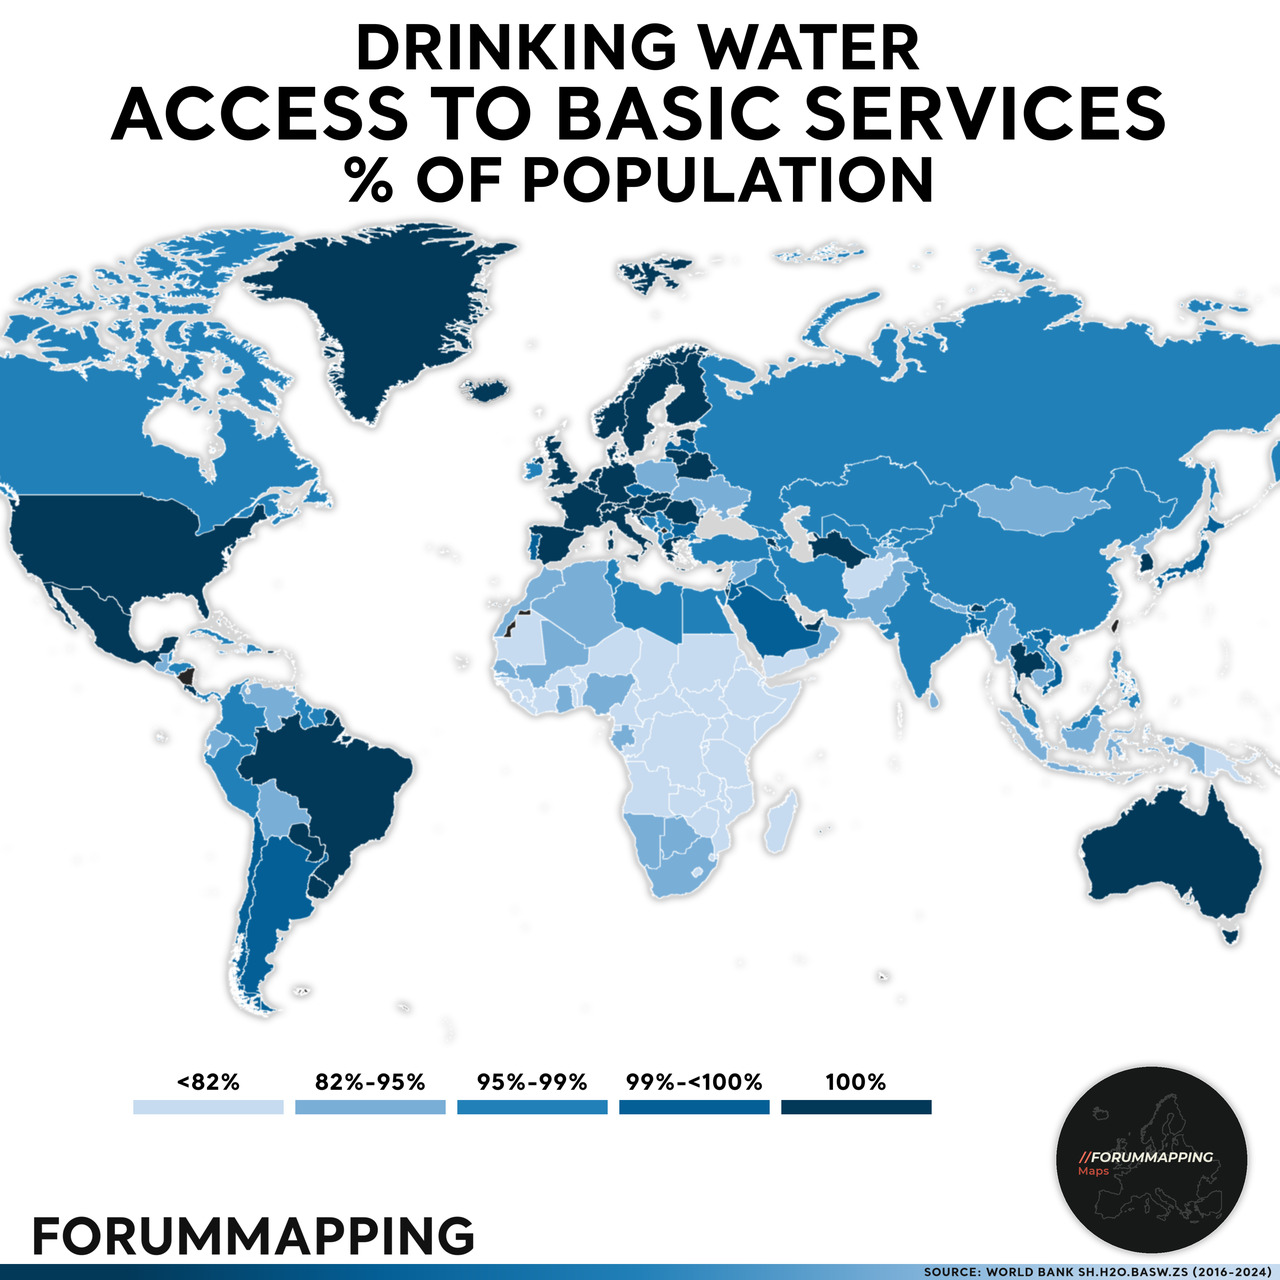 DRINKING WATER
ACCESS TO BASIC SERVICES
% OF POPULATION
<82% 82%-95% 95%-99% 99%-<100% 100%
//FORUMMAPPING
Maps
FORUMMAPPING
SOURCE: WORLD BANK SH.H2O.BASW.ZS (2016-2024)